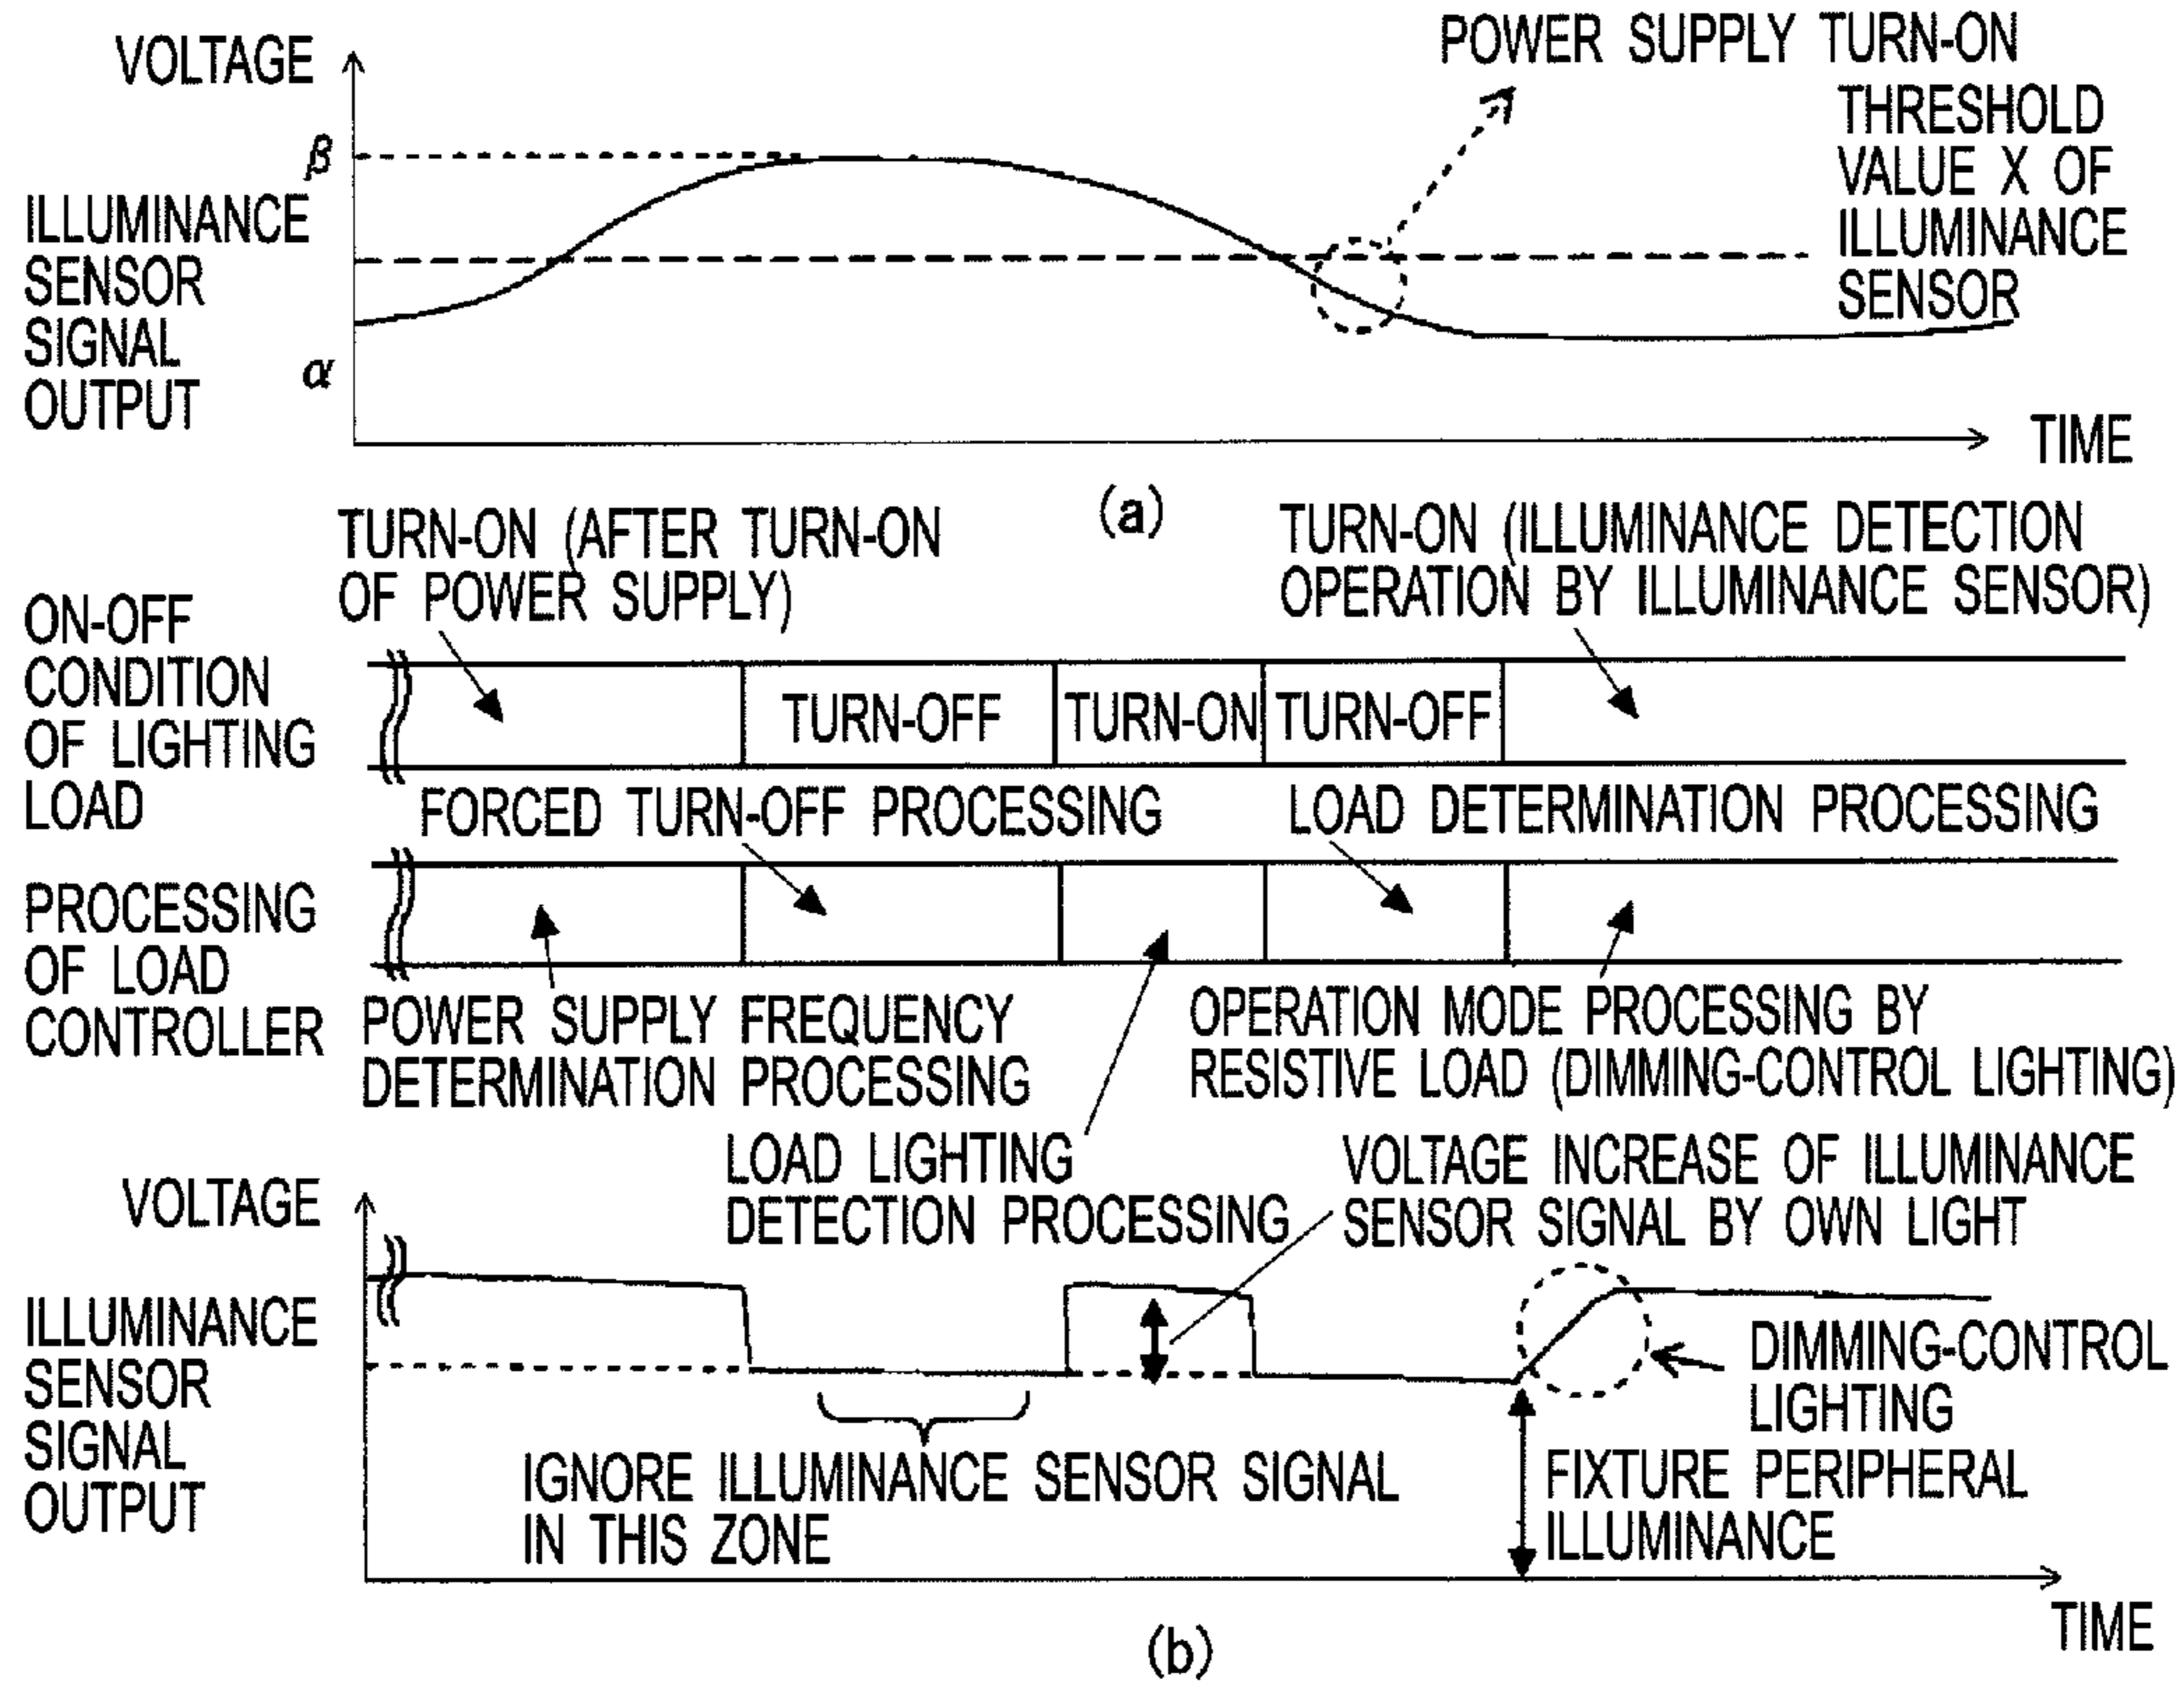 VOLTAGE
POWER SUPPLY TURN-ON
β
THRESHOLD
VALUE X OF
ILLUMINANCE
SENSOR
ILLUMINANCE
SENSOR
SIGNAL
OUTPUT
α
TIME
(a)
TURN-ON (AFTER TURN-ON
OF POWER SUPPLY)
TURN-ON (ILLUMINANCE DETECTION
OPERATION BY ILLUMINANCE SENSOR)
ON-OFF
CONDITION
OF LIGHTING
LOAD
TURN-OFF
TURN-ON
TURN-OFF
FORCED TURN-OFF PROCESSING
LOAD DETERMINATION PROCESSING
PROCESSING
OF LOAD
CONTROLLER
POWER SUPPLY FREQUENCY
DETERMINATION PROCESSING
OPERATION MODE PROCESSING BY
RESISTIVE LOAD (DIMMING-CONTROL LIGHTING)
LOAD LIGHTING
DETECTION PROCESSING
VOLTAGE INCREASE OF ILLUMINANCE
SENSOR SIGNAL BY OWN LIGHT
VOLTAGE
ILLUMINANCE
SENSOR
SIGNAL
OUTPUT
DIMMING-CONTROL
LIGHTING
IGNORE ILLUMINANCE SENSOR SIGNAL
IN THIS ZONE
FIXTURE PERIPHERAL
ILLUMINANCE
TIME
(b)